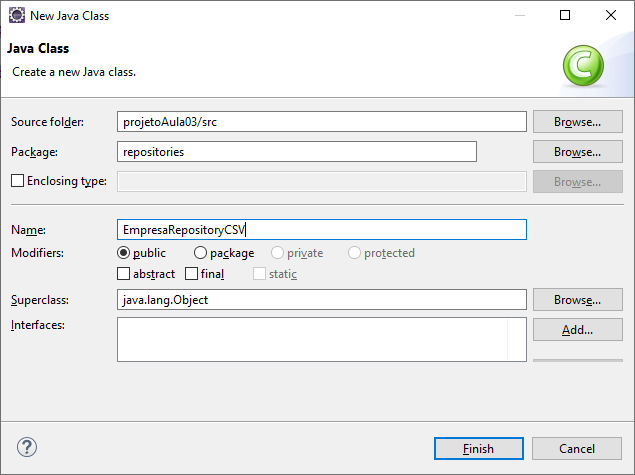 New Java Class
Java Class
Create a new Java class.
C
Source folder: projetoAula03/src Browse...
Package: repositories Browse...
Enclosing type: Browse...
Name: EmpresaRepositoryCSV
Modifiers: public package private protected
abstract final static
Superclass: java.lang.Object Browse...
Interfaces: Add...
? Finish Cancel